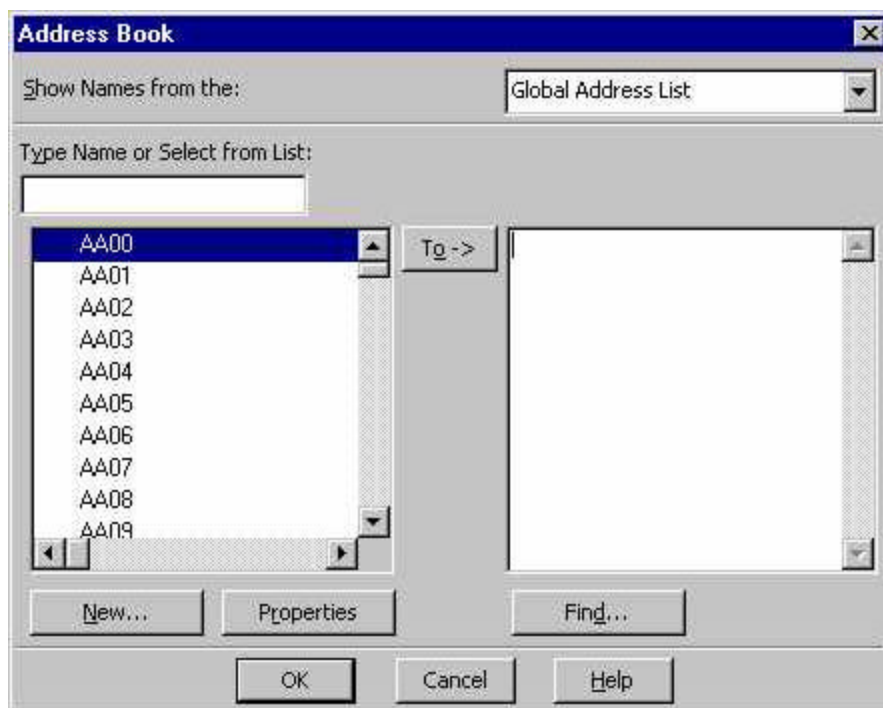 Address Book
Show Names from the:
Global Address List
Type Name or Select from List:
AA00
AA01
AA02
AA03
AA04
AA05
AA06
AA07
AA08
AA09
To ->
New...
Properties
Find...
OK
Cancel
Help